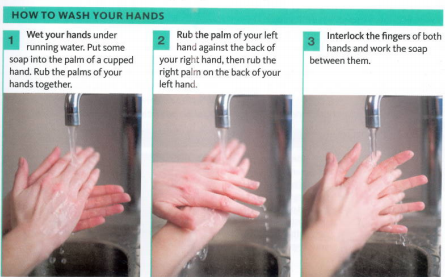 HOW TO WASH YOUR HANDS
1 Wet your hands under
running water. Put some
soap into the palm of a cupped
hand. Rub the palms of your
hands together.
2 Rub the palm of your left
hand against the back of
your right hand, then rub the
right palm on the back of your
left hand.
3 Interlock the fingers of both
hands and work the soap
between them.